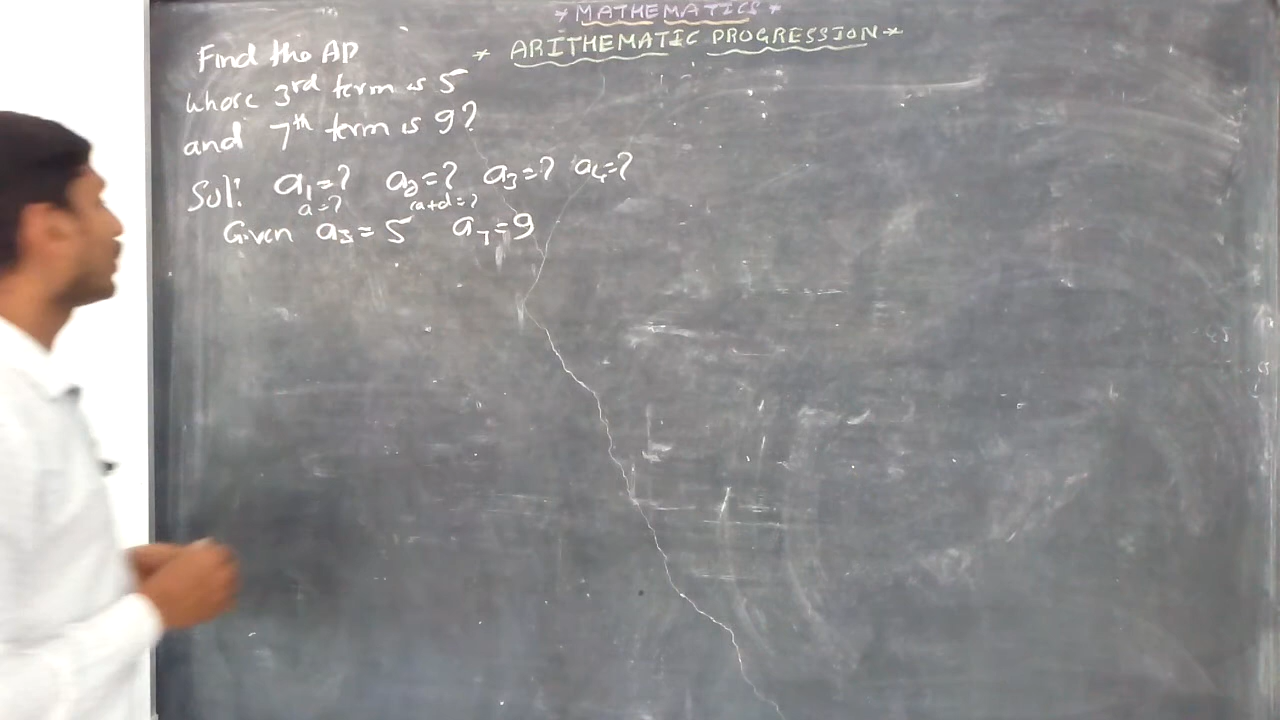 * MATHEMATICS *
* ARITHEMATIC PROGRESSION *
Find the AP
whose 3rd term is 5
and 7th term is 9?
Sol: a1=? a2=? a3=? a4=?
a=? (a+d=?
Given a3=5 a7=9